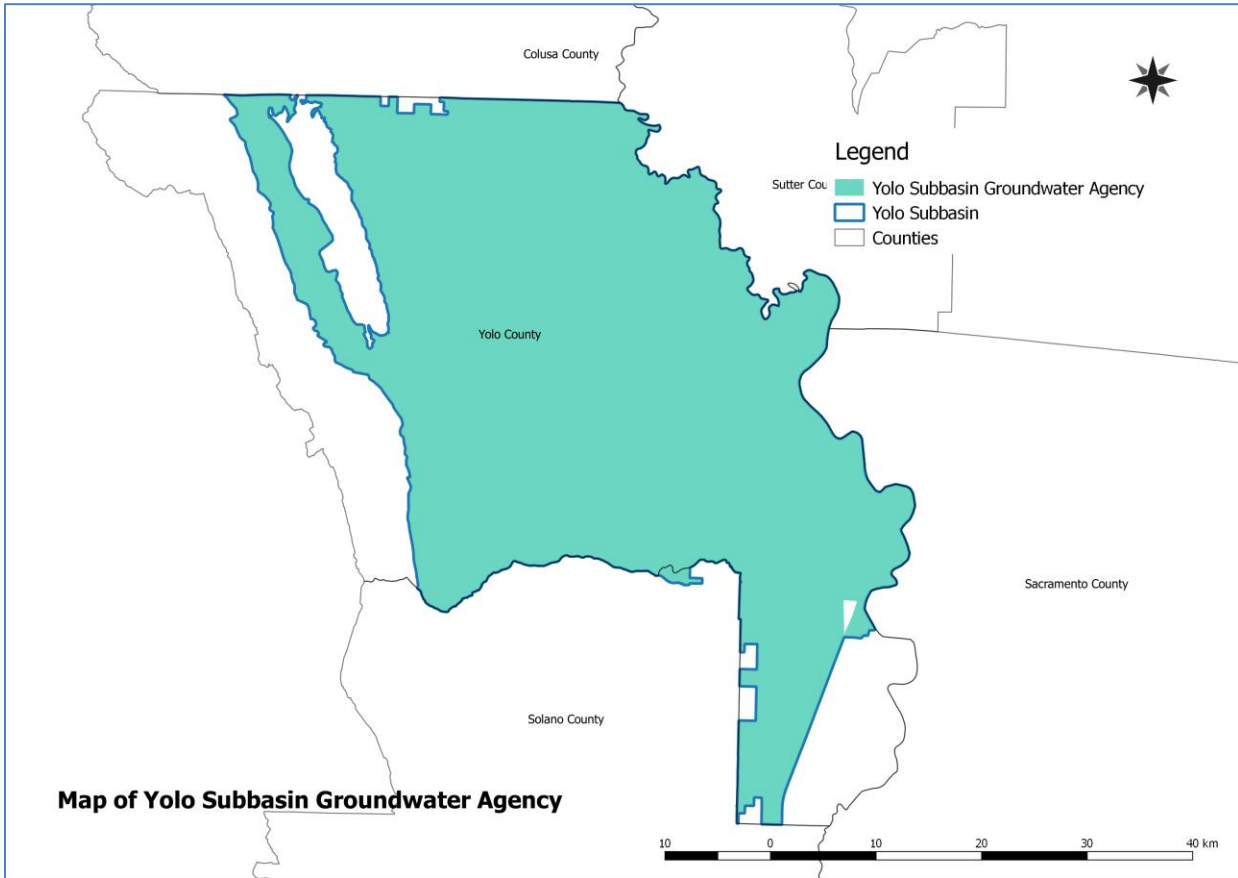 Colusa County
Legend
Sutter Cou
Yolo Subbasin Groundwater Agency
Yolo Subbasin
Counties
Yolo County
Sacramento County
Solano County
Map of Yolo Subbasin Groundwater Agency
10 0 10 20 30 40 km